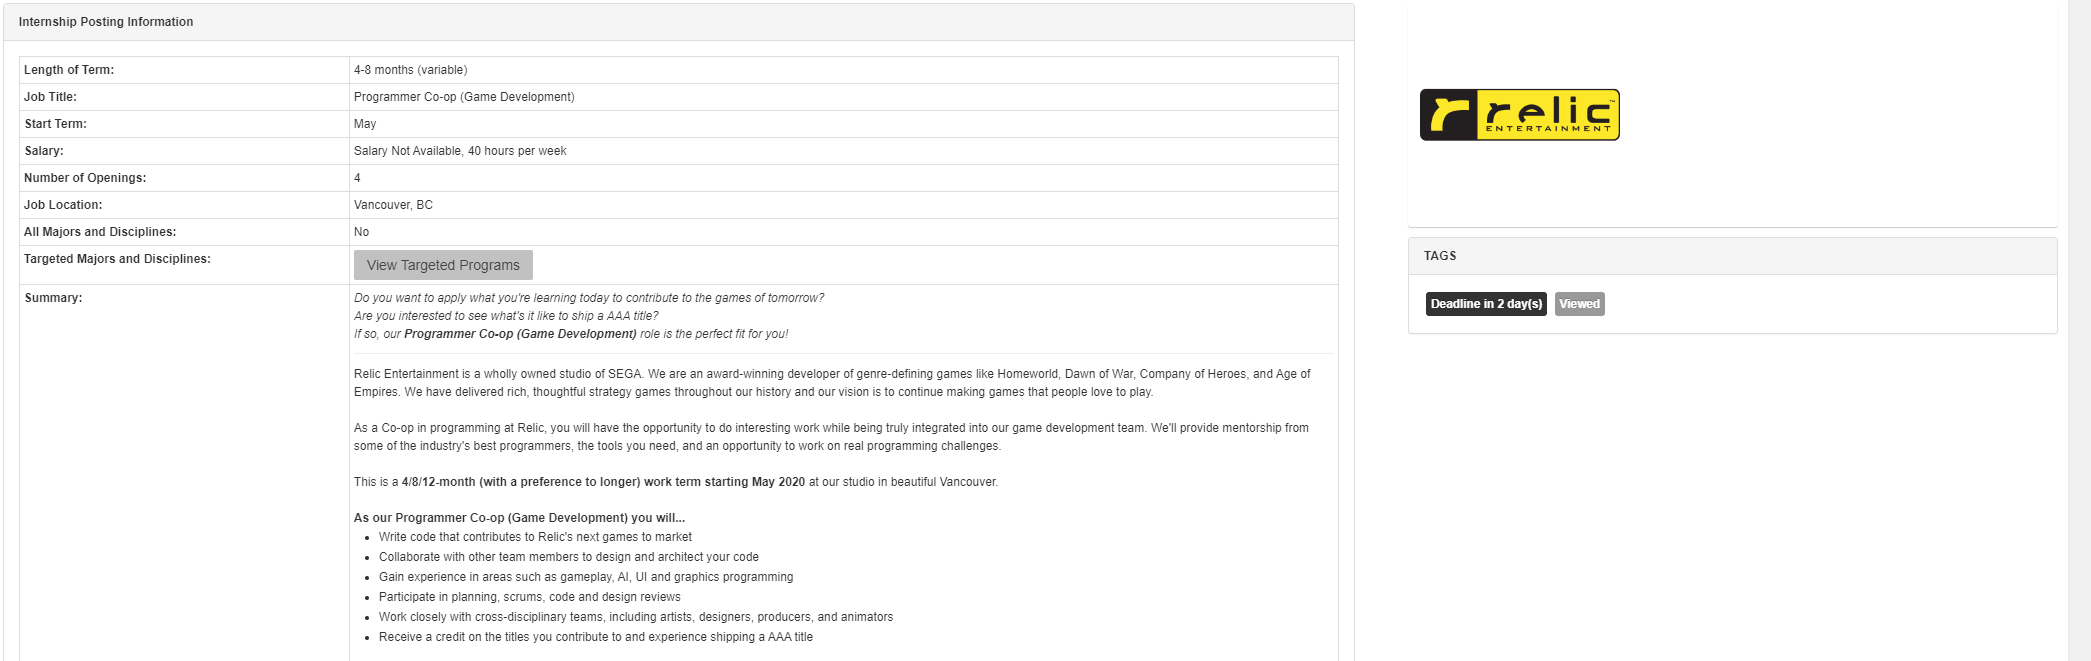 Internship Posting Information
Length of Term: 4-8 months (variable)
Job Title: Programmer Co-op (Game Development)
Start Term: May
Salary: Salary Not Available, 40 hours per week
Number of Openings: 4
Job Location: Vancouver, BC
All Majors and Disciplines: No
Targeted Majors and Disciplines: View Targeted Programs
Summary: Do you want to apply what you're learning today to contribute to the games of tomorrow?
Are you interested to see what's it like to ship a AAA title?
If so, our Programmer Co-op (Game Development) role is the perfect fit for you!
Relic Entertainment is a wholly owned studio of SEGA. We are an award-winning developer of genre-defining games like Homeworld, Dawn of War, Company of Heroes, and Age of
Empires. We have delivered rich, thoughtful strategy games throughout our history and our vision is to continue making games that people love to play.
As a Co-op in programming at Relic, you will have the opportunity to do interesting work while being truly integrated into our game development team. We'll provide mentorship from
some of the industry's best programmers, the tools you need, and an opportunity to work on real programming challenges.
This is a 4/8/12-month (with a preference to longer) work term starting May 2020 at our studio in beautiful Vancouver.
As our Programmer Co-op (Game Development) you will...
• Write code that contributes to Relic's next games to market
• Collaborate with other team members to design and architect your code
• Gain experience in areas such as gameplay, AI, UI and graphics programming
• Participate in planning, scrums, code and design reviews
• Work closely with cross-disciplinary teams, including artists, designers, producers, and animators
• Receive a credit on the titles you contribute to and experience shipping a AAA title
r relic™
ENTERTAINMENT
TAGS
Deadline in 2 day(s) Viewed